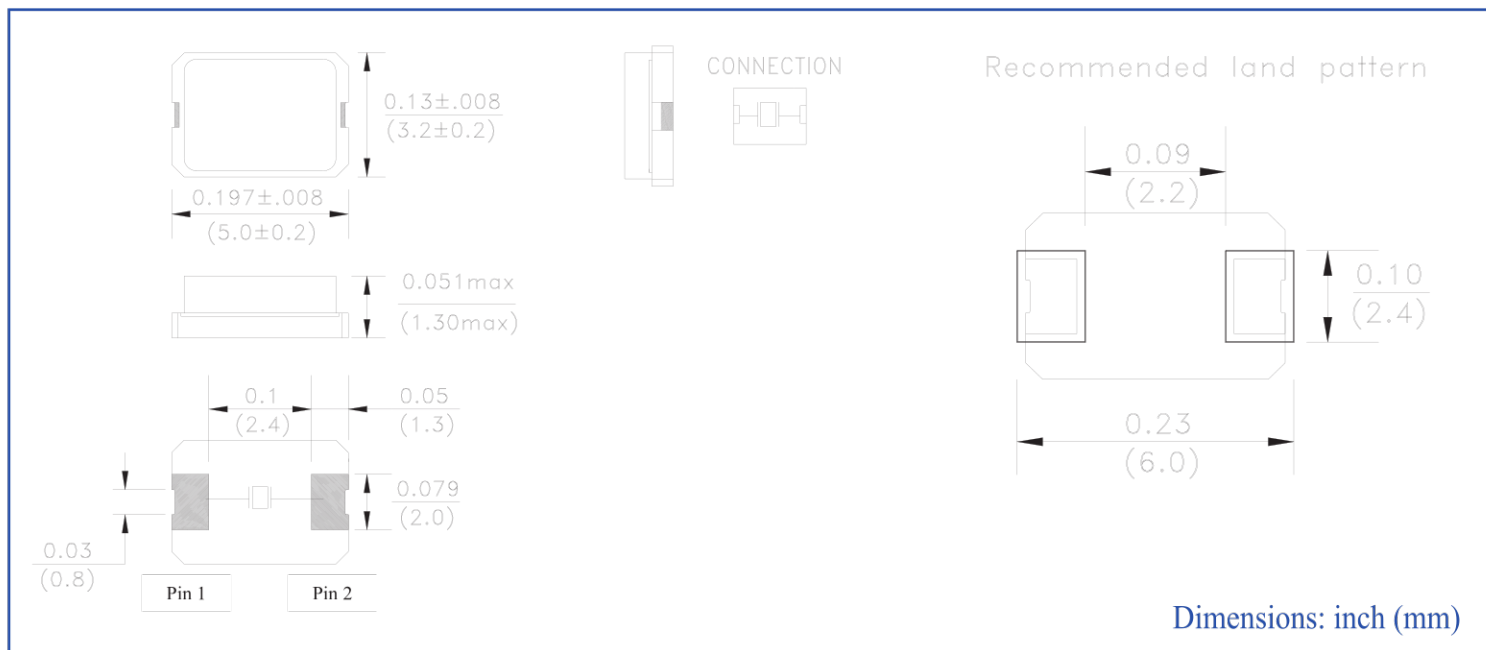 CONNECTION
Recommended land pattern
0.13±.008
(3.2±0.2)
0.197±.008
(5.0±0.2)
0.09
(2.2)
0.051max
(1.30max)
0.10
(2.4)
0.1
(2.4)
0.05
(1.3)
0.23
(6.0)
0.079
(2.0)
0.03
(0.8)
Pin 1
Pin 2
Dimensions: inch (mm)